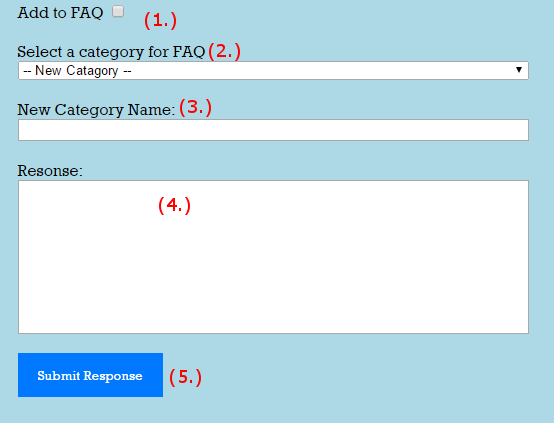 Add to FAQ (1.)
Select a category for FAQ (2.)
-- New Catagory --
New Category Name: (3.)
Resonse:
(4.)
Submit Response (5.)